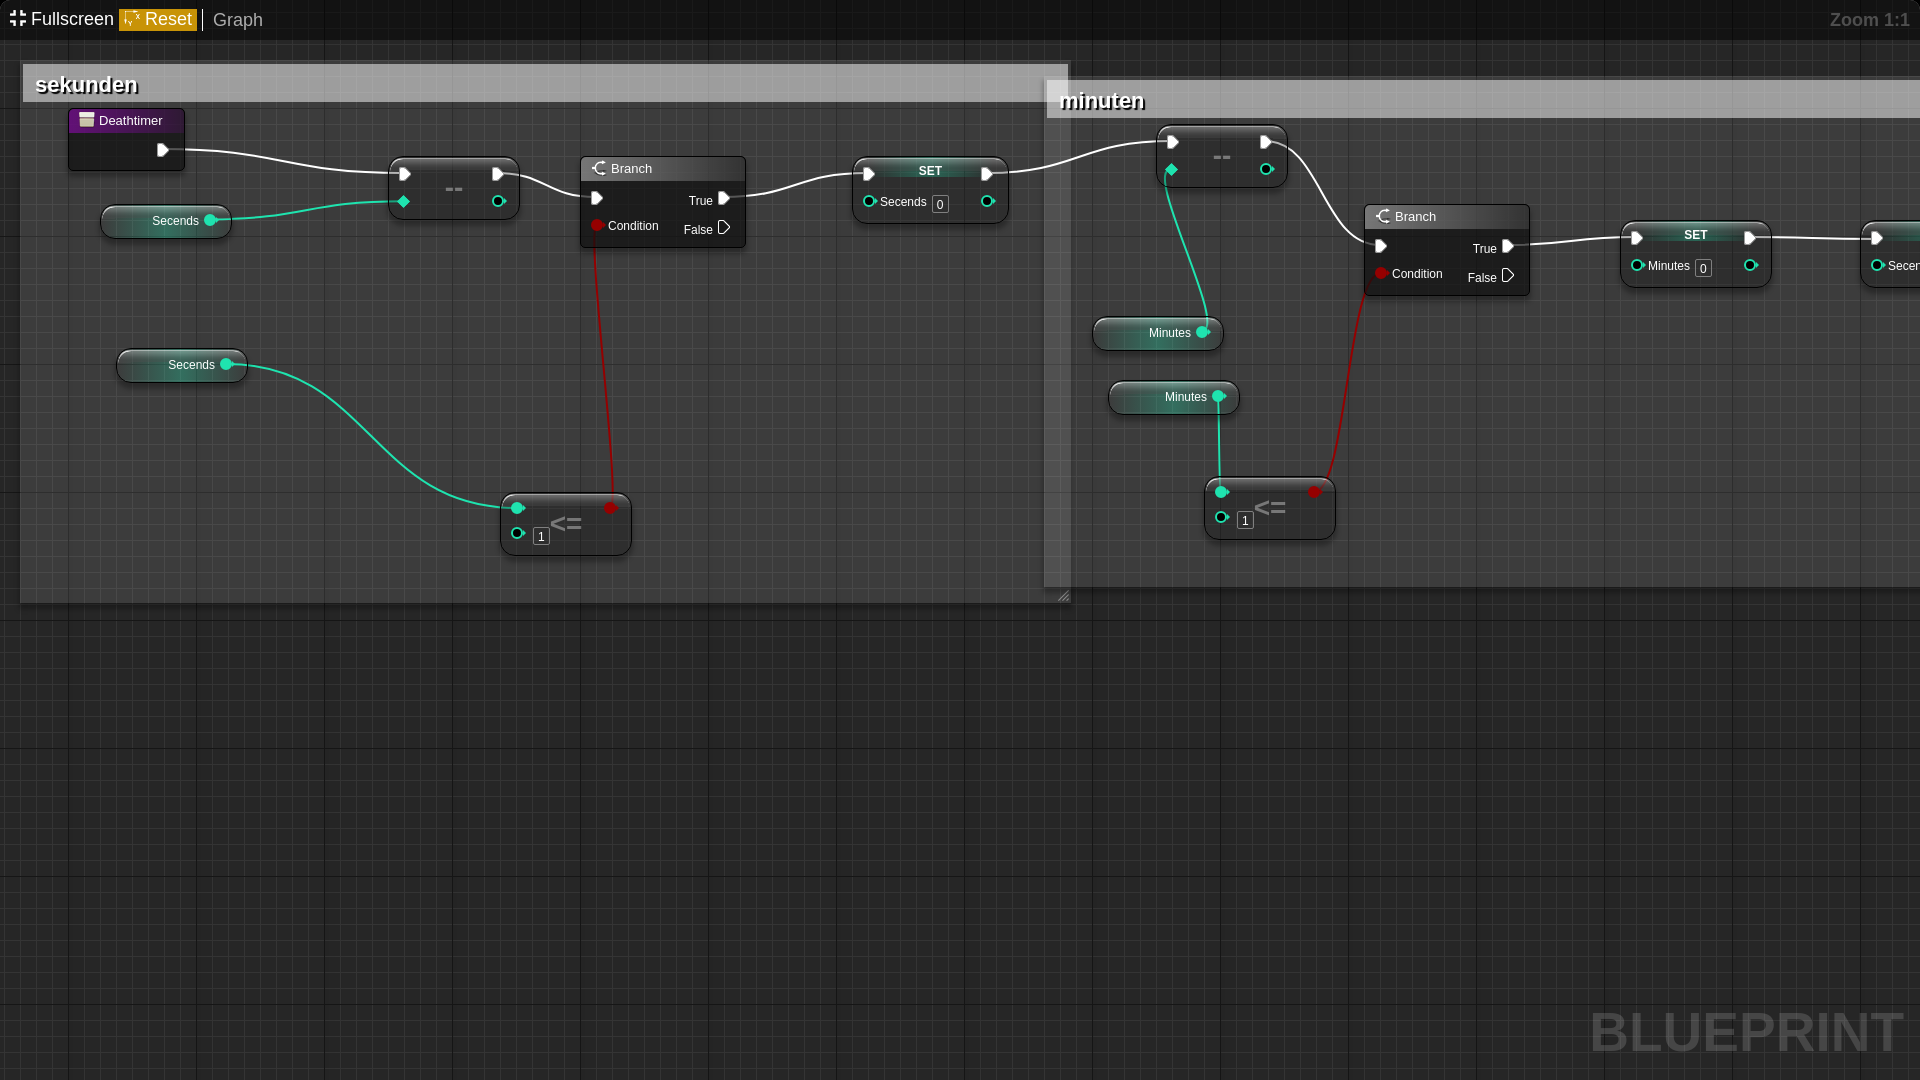 Fullscreen Reset Graph Zoom 1:1
sekunden
minuten
Deathtimer
--
--
Branch
SET
True
Secends 0
Condition
False
Secends
Branch
SET
True
Minutes 0
Secen
Condition
False
Minutes
Secends
Minutes
<=
1
<=
1
BLUEPRINT